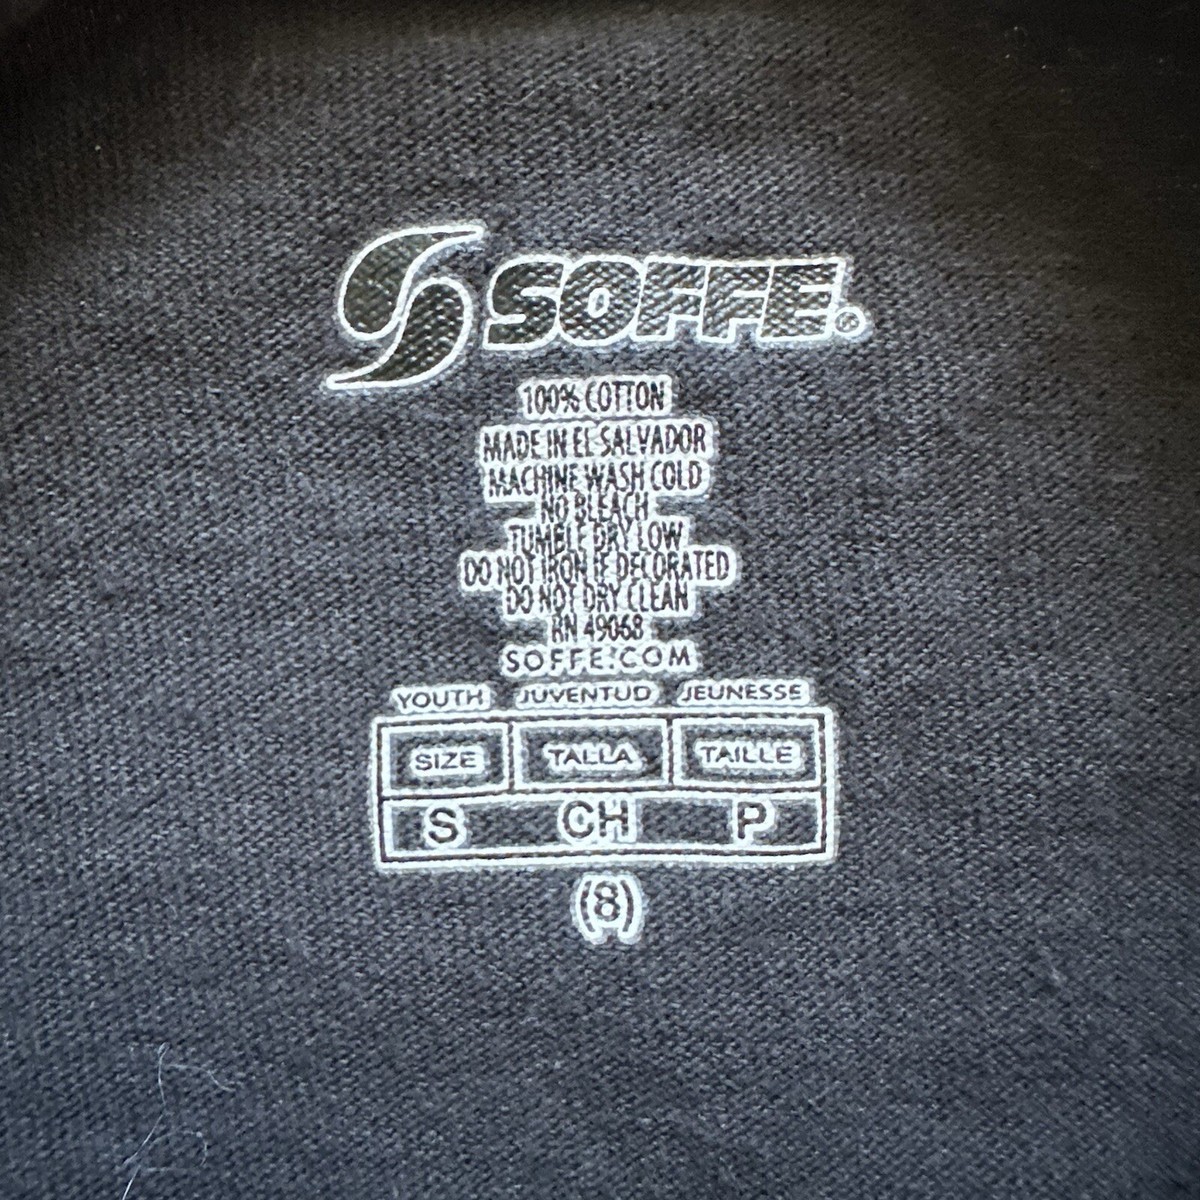 SOFFE.®
100% COTTON
MADE IN EL SALVADOR
MACHINE WASH COLD
NO BLEACH
TUMBLE DRY LOW
DO NOT IRON IF DECORATED
DO NOT DRY CLEAN
RN 49068
SOFFE.COM
YOUTH JUVENTUD JEUNESSE
SIZE TALLA TAILLE
S CH P
(8)